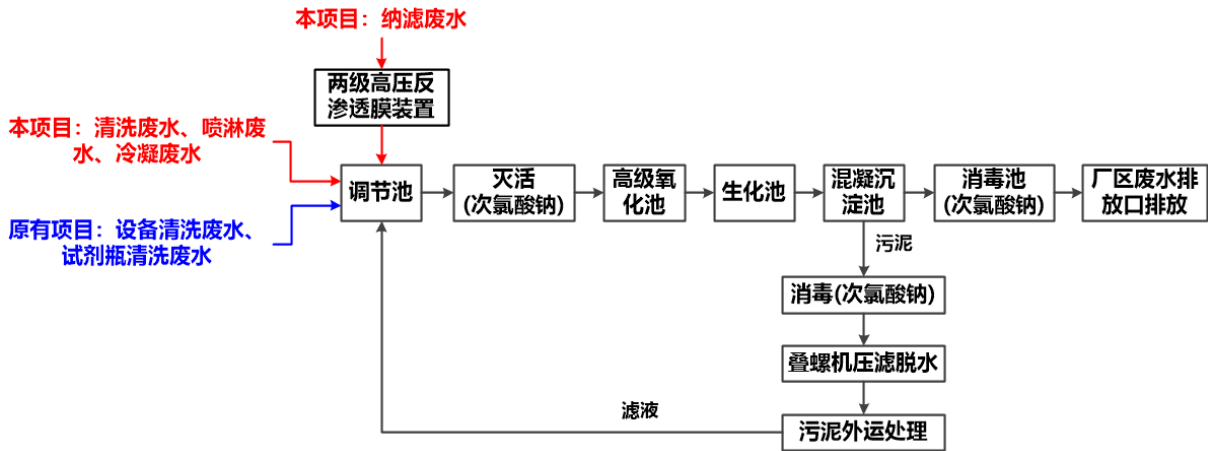 本项目：纳滤废水
两级高压反
渗透膜装置
本项目：清洗废水、喷淋废
水、冷凝废水
原有项目：设备清洗废水、
试剂瓶清洗废水
调节池
灭活
(次氯酸钠)
高级氧
化池
生化池
混凝沉
淀池
消毒池
(次氯酸钠)
厂区废水排
放口排放
污泥
消毒(次氯酸钠)
叠螺机压滤脱水
滤液
污泥外运处理